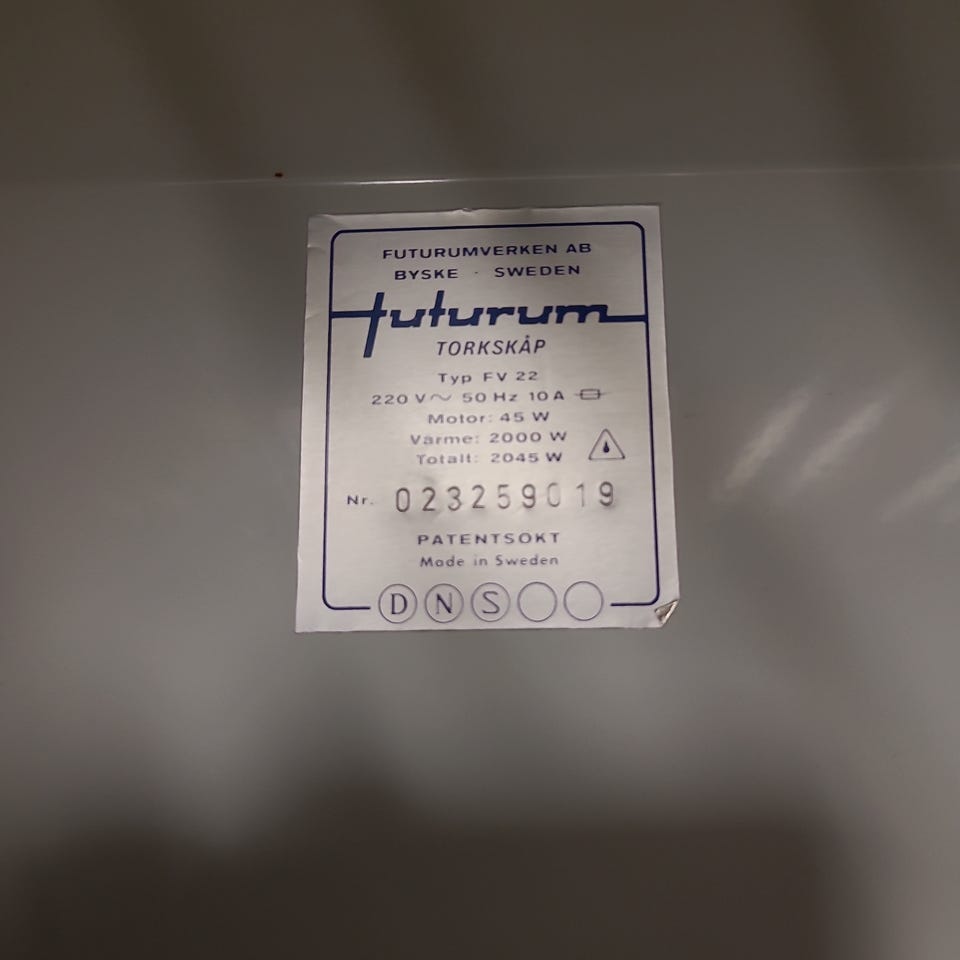 FUTURUMVERKEN AB
BYSKE · SWEDEN
futurum
TORKSKÅP
Typ FV 22
220 V~ 50 Hz 10 A
Motor: 45 W
Värme: 2000 W
Totalt: 2045 W
Nr. 023259019
PATENTSÖKT
Made in Sweden
D N S